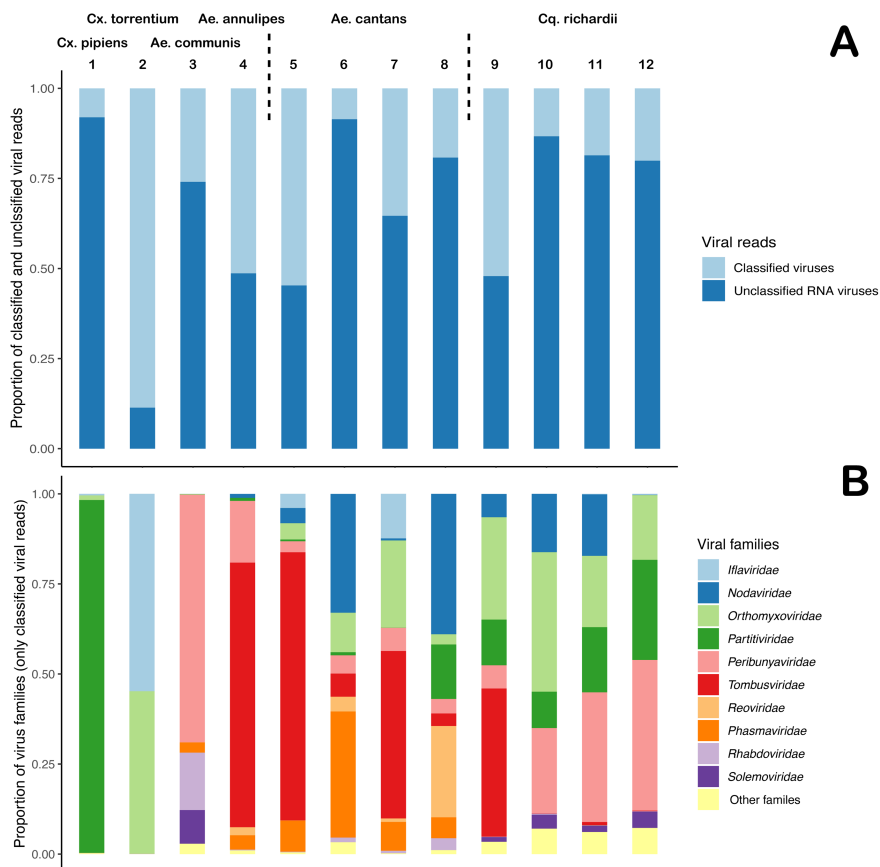 Cx. torrentium Ae. annulipes Ae. cantans Cq. richardii
A
Cx. pipiens Ae. communis
1 2 3 4 5 6 7 8 9 10 11 12
Proportion of classified and unclssified viral reads
1.00
0.75
0.50
0.25
0.00
Viral reads
Classified viruses
Unclassified RNA viruses
B
Proportion of virus families (only classified viral reads)
1.00
0.75
0.50
0.25
0.00
Viral families
Iflaviridae
Nodaviridae
Orthomyxoviridae
Partitiviridae
Peribunyaviridae
Tombusviridae
Reoviridae
Phasmaviridae
Rhabdoviridae
Solemoviridae
Other familes